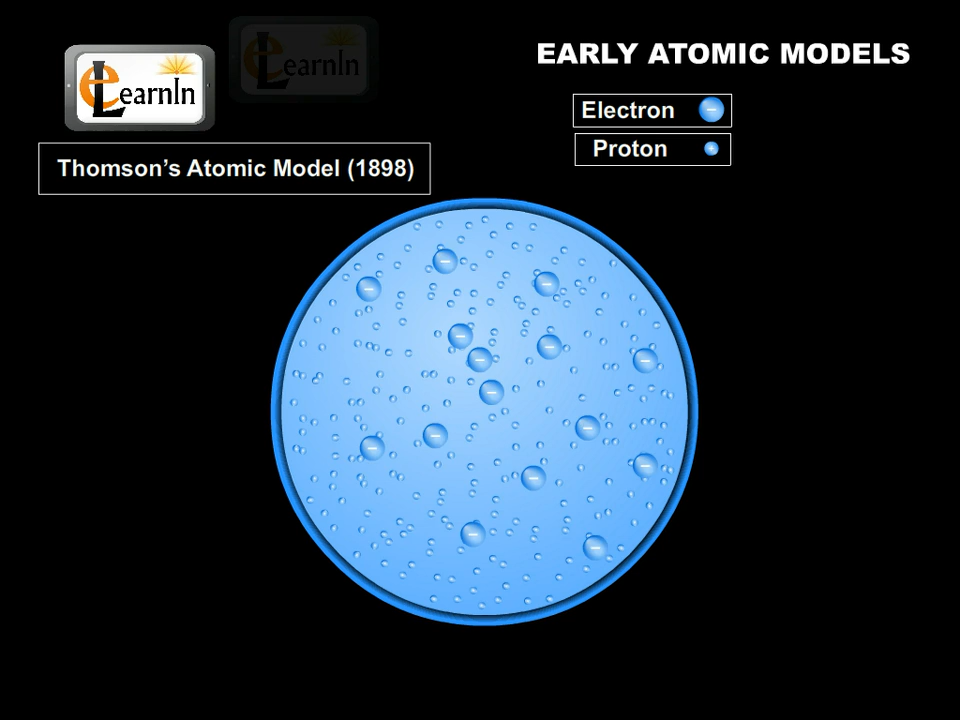 eLearnIn
eLearnIn
EARLY ATOMIC MODELS
Electron −
Proton
Thomson’s Atomic Model (1898)
−
−
−
−
−
−
−
−
−
−
−
−
−
−